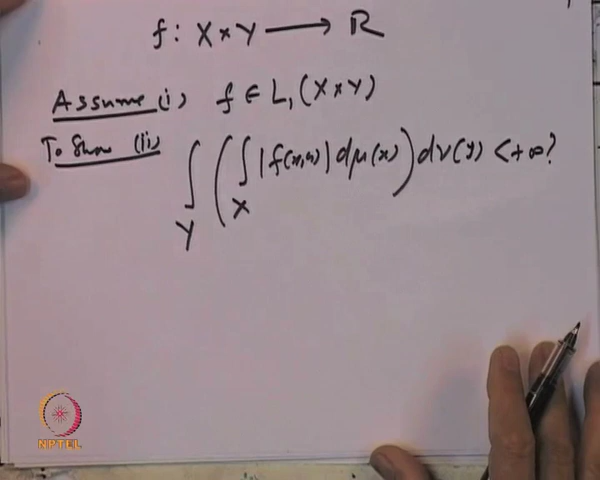 f : X × Y ⟶ ℝ
Assume (i) f ∈ L₁ (X × Y)
To Show (ii) ∫_Y ( ∫_X |f(x,y)| dμ(x) ) dν(y) < +∞ ?
NPTEL